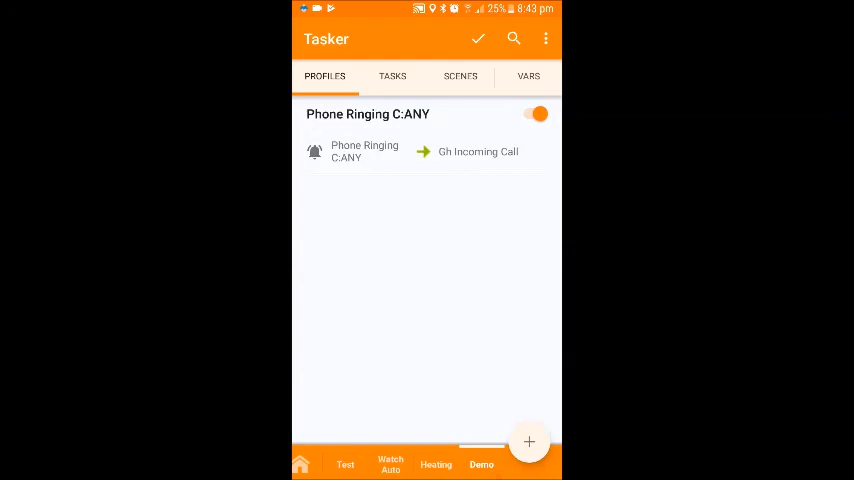 25% 8:43 pm
Tasker
PROFILES TASKS SCENES VARS
Phone Ringing C:ANY
Phone Ringing
C:ANY
Gh Incoming Call
Test
Watch
Auto
Heating
Demo